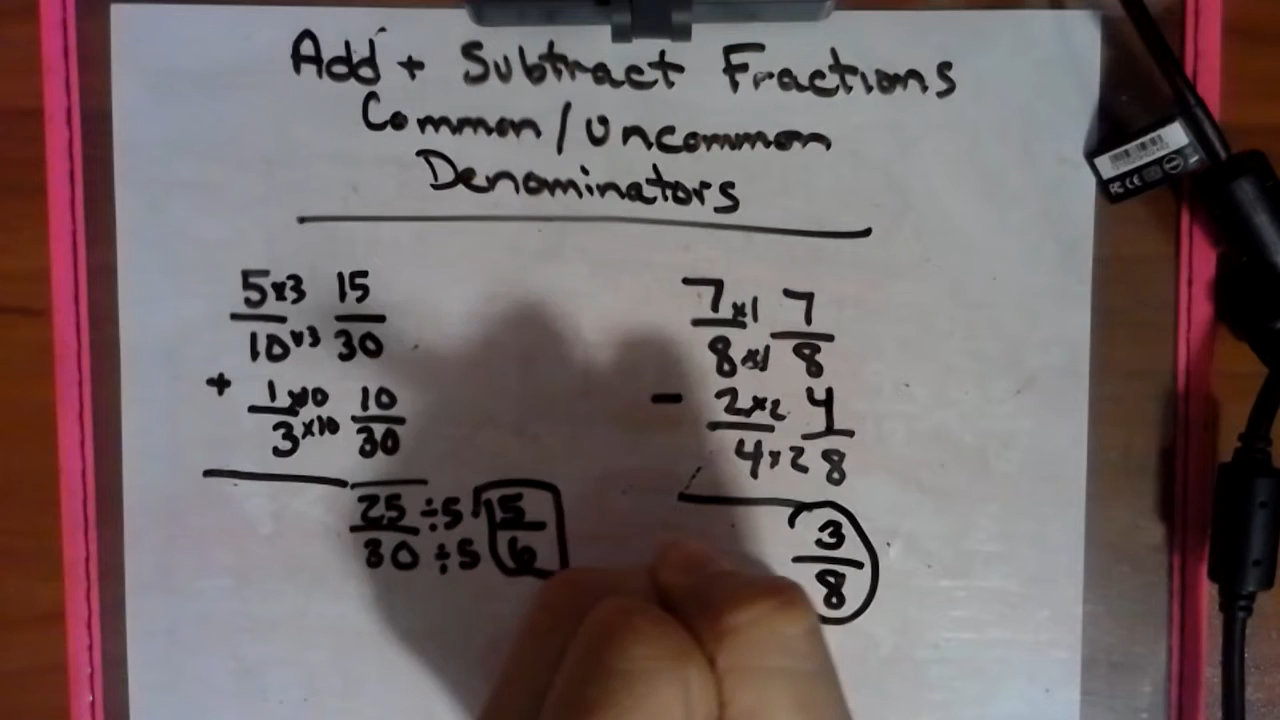 Add + Subtract Fractions
Common / Uncommon
Denominators
5x3 15
10x3 30
+ 1x10 10
3x10 30
25 ÷5 5
30 ÷5 6
7x1 7
8x1 8
- 2x2 4
4x2 8
3
8